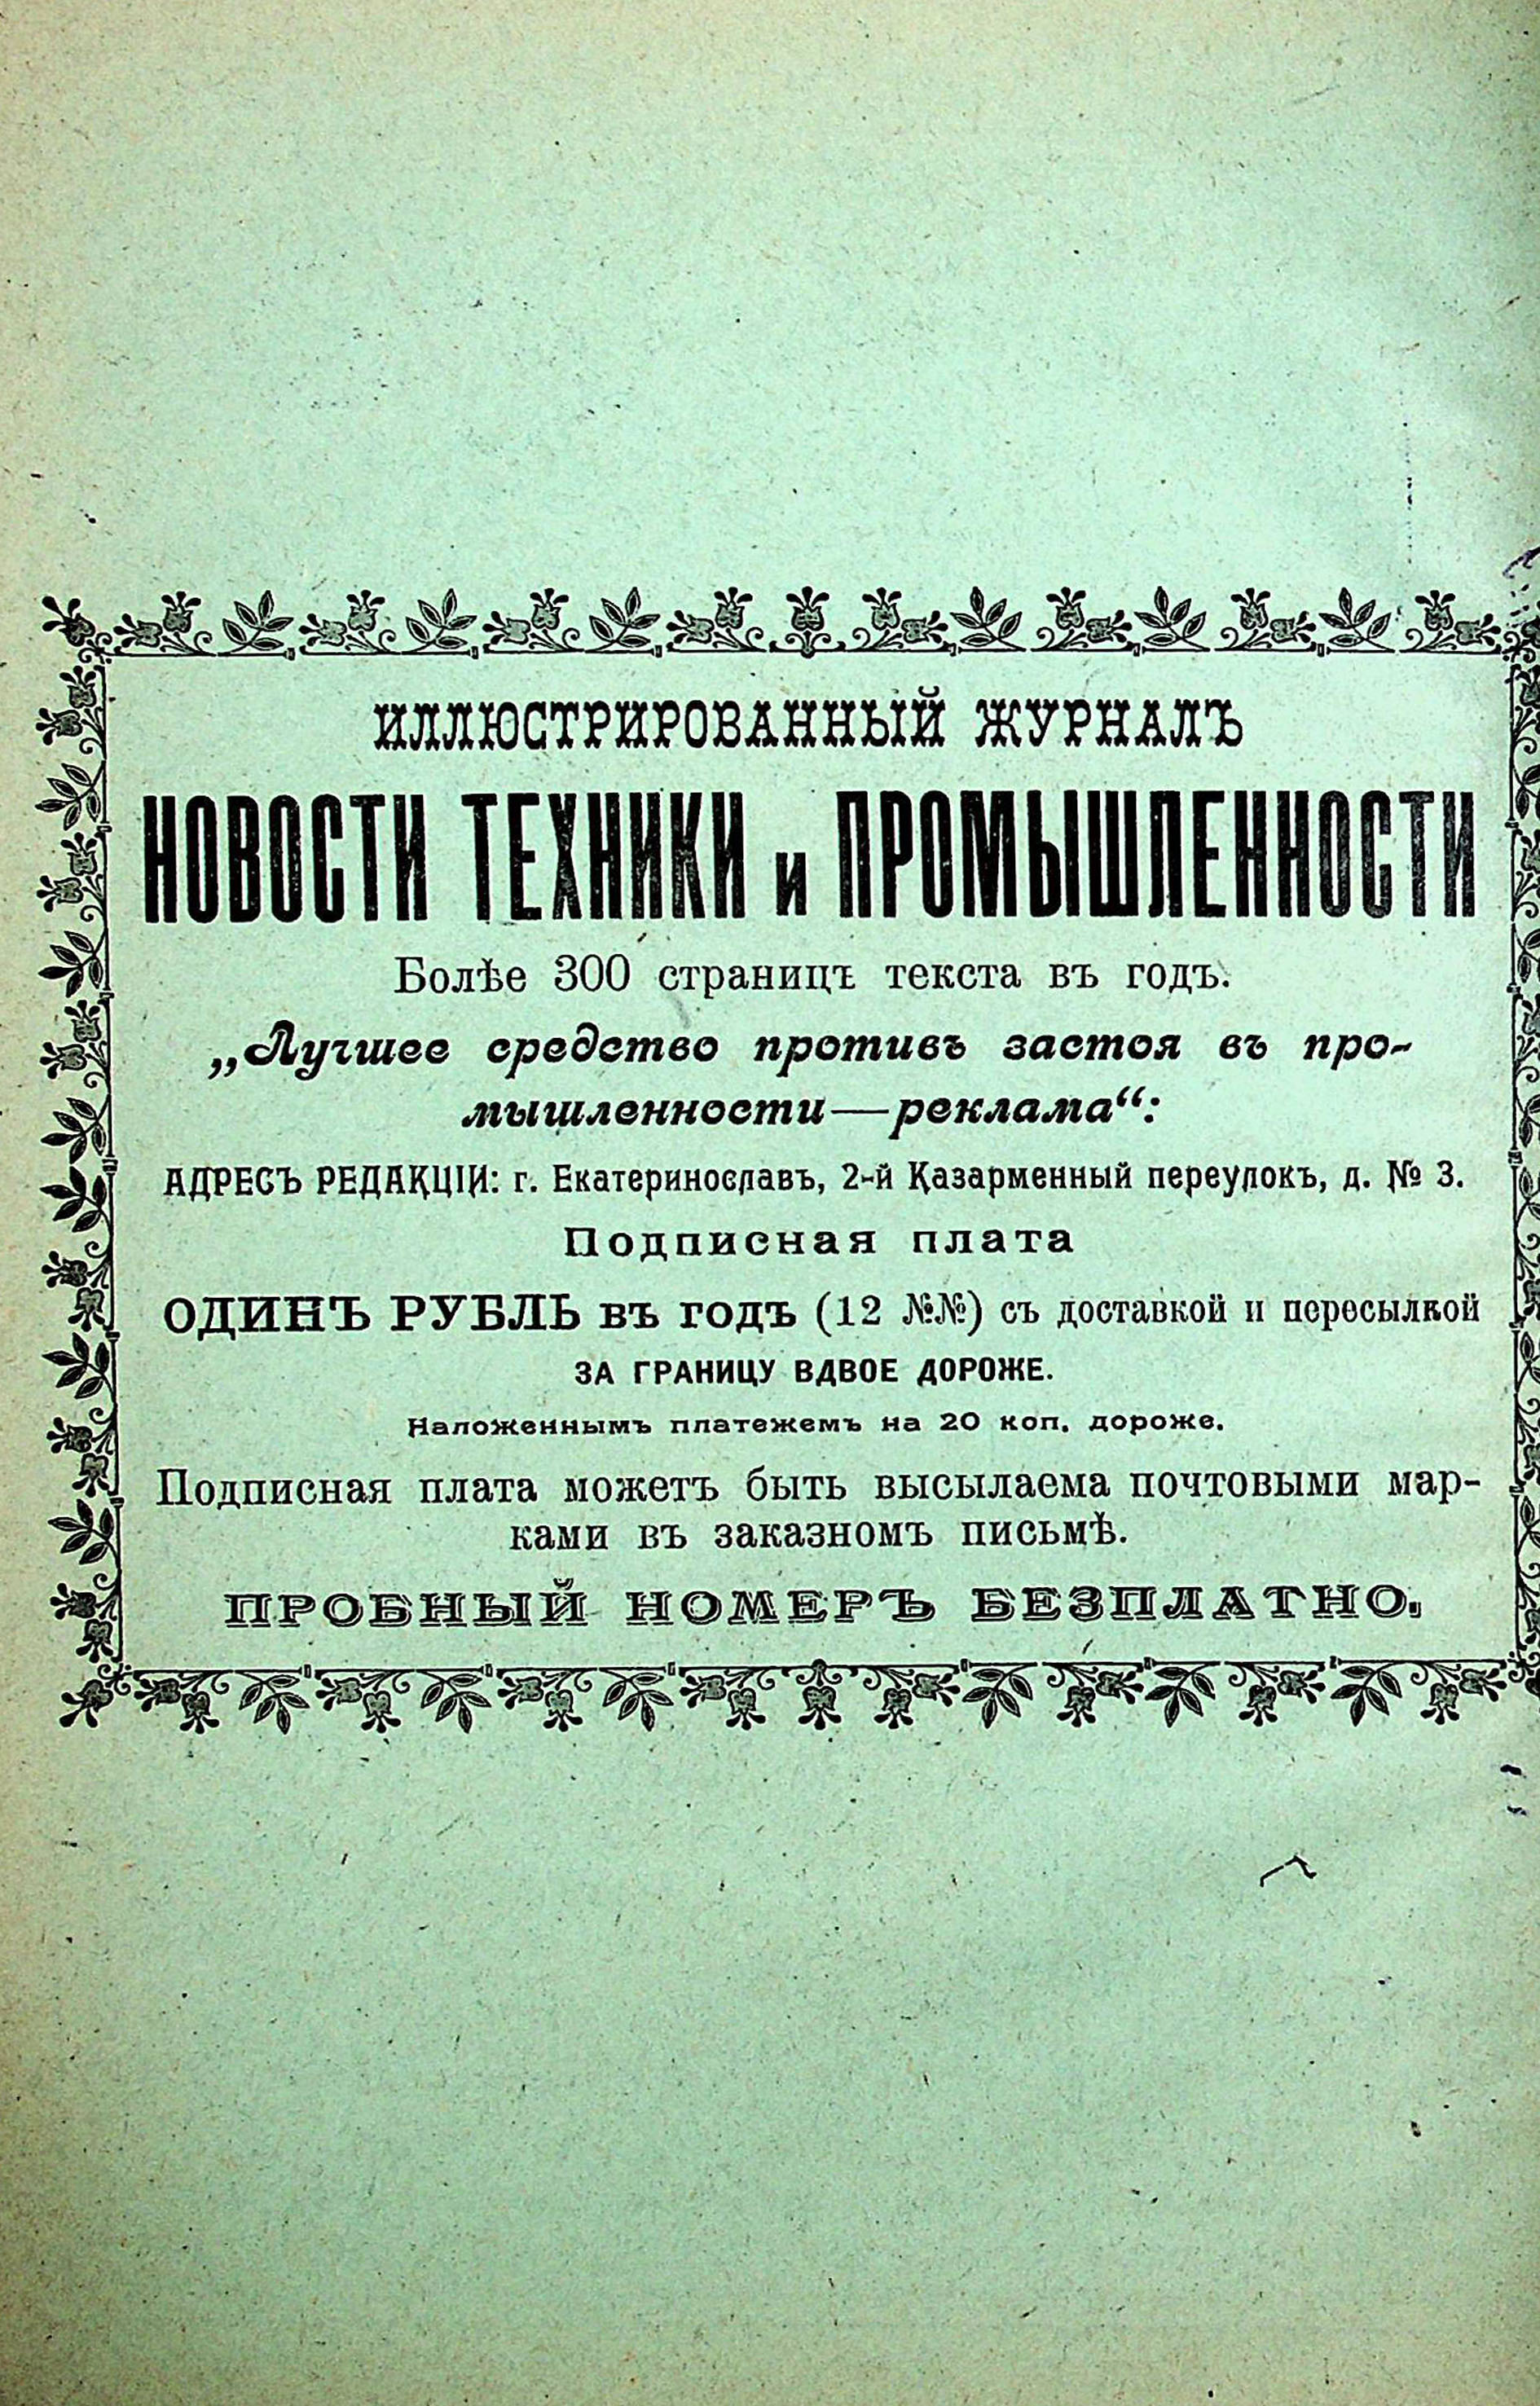 ИЛЛЮСТРИРОВАННЫЙ ЖУРНАЛЪ
НОВОСТИ ТЕХНИКИ и ПРОМЫШЛЕННОСТИ
Болѣе 300 страницъ текста въ годъ.
„Лучшее средство противъ застоя въ про-
мышленности—реклама“:
АДРЕСЪ РЕДАКЦІИ: г. Екатеринославъ, 2-й Казарменный переулокъ, д. № 3.
Подписная плата
ОДИНЪ РУБЛЬ въ годъ (12 №№) съ доставкой и пересылкой
ЗА ГРАНИЦУ ВДВОЕ ДОРОЖЕ.
Наложеннымъ платежемъ на 20 коп. дороже.
Подписная плата можетъ быть высылаема почтовыми мар-
ками въ заказномъ письмѣ.
ПРОБНЫЙ НОМЕРЪ БЕЗПЛАТНО.